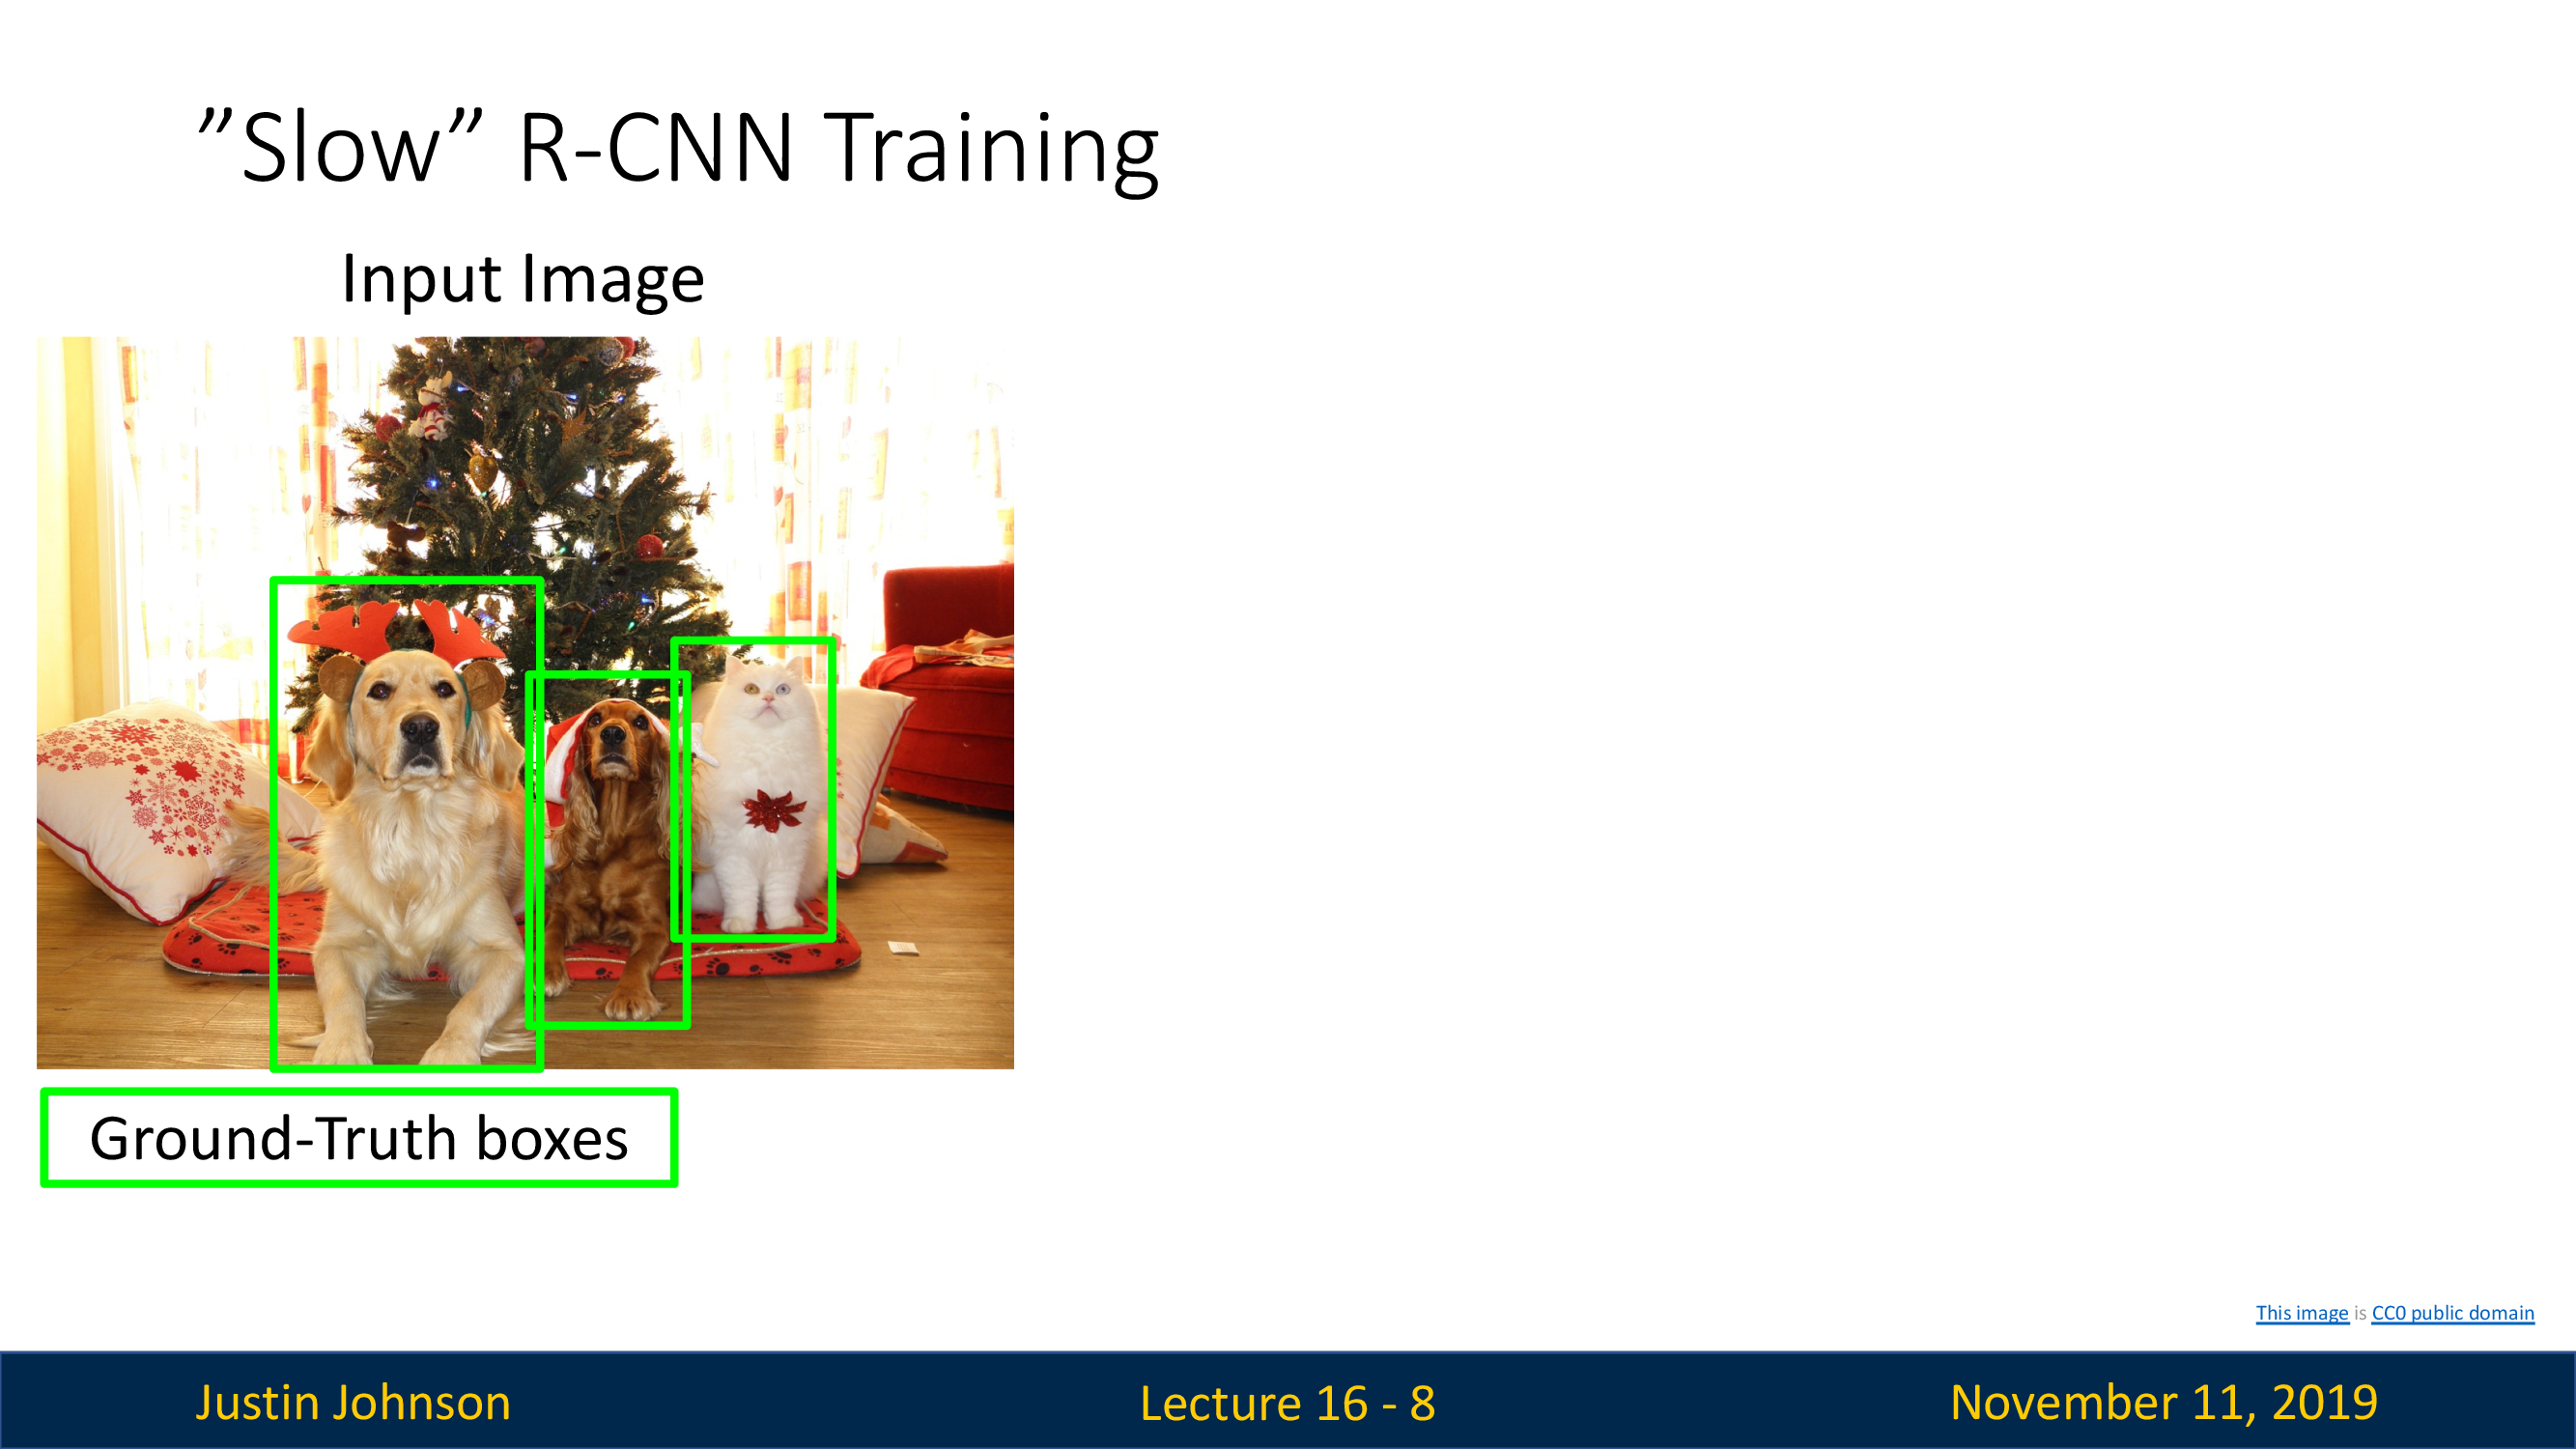 ”Slow” R-CNN Training
Input Image
Ground-Truth boxes
This image is CC0 public domain
Justin Johnson
Lecture 16 - 8
November 11, 2019